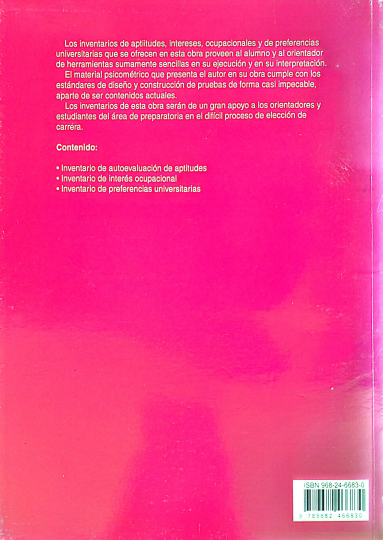 Los inventarios de aptitudes, intereses, ocupacionales y de preferencias
universitarias que se ofrecen en esta obra proveen al alumno y al orientador
de herramientas sumamente sencillas en su ejecución y en su interpretación.
El material psicométrico que presenta el autor en su obra cumple con los
estándares de diseño y construcción de pruebas de forma casi impecable,
aparte de ser contenidos actuales.
Los inventarios de esta obra serán de un gran apoyo a los orientadores y
estudiantes del área de preparatoria en el difícil proceso de elección de
carrera.
Contenido:
• Inventario de autoevaluación de aptitudes
• Inventario de interés ocupacional
• Inventario de preferencias universitarias
ISBN 968-24-6683-0
9 789682 466830